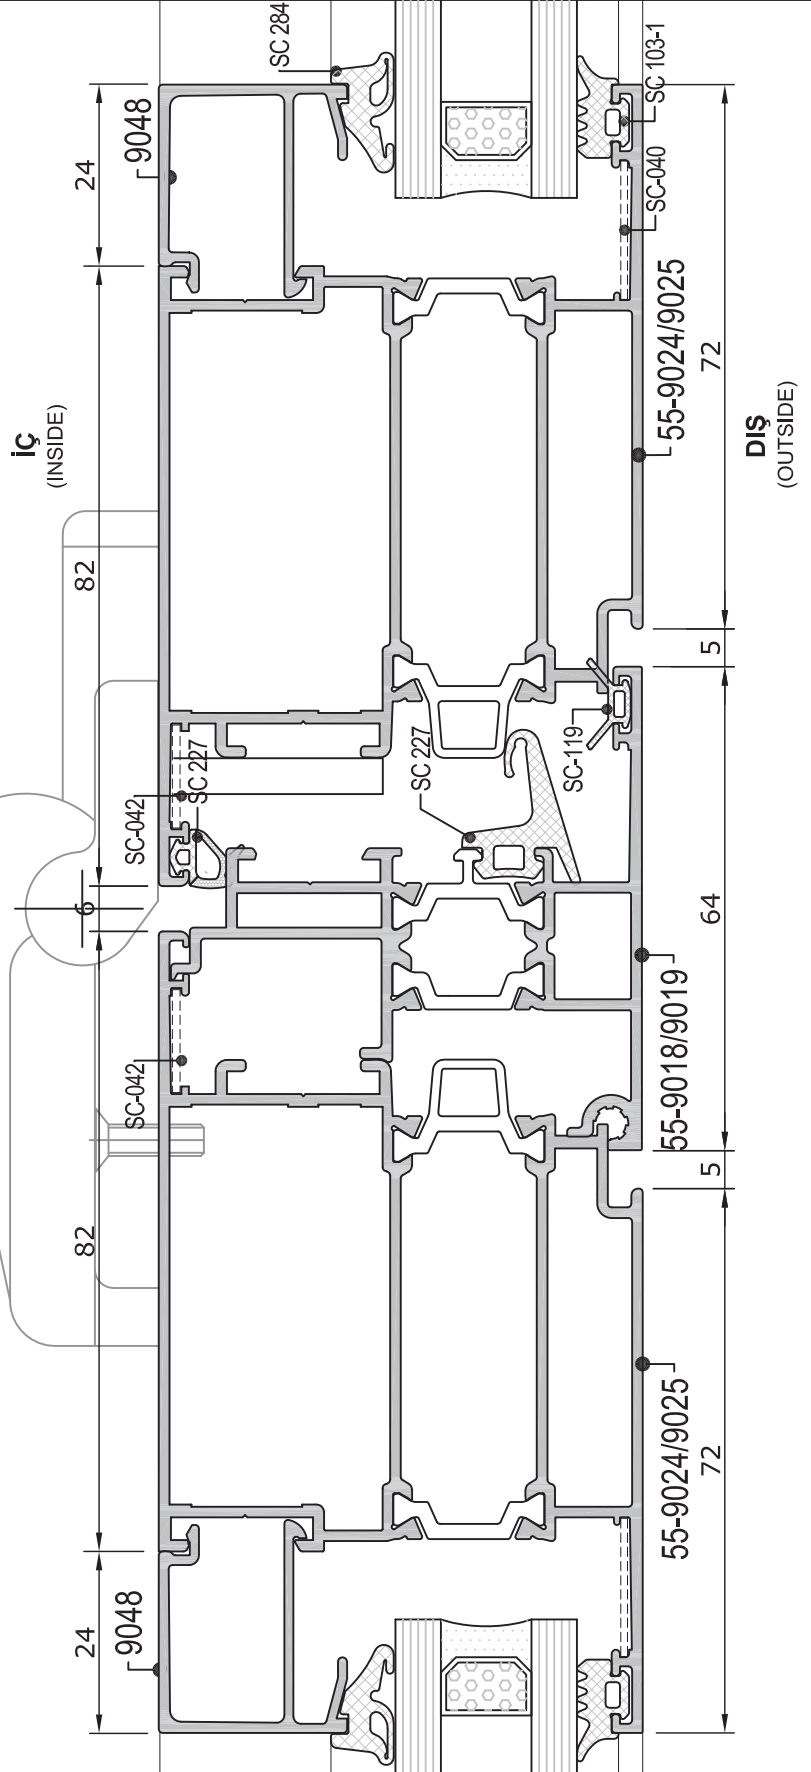 SC 284
SC 103-1
9048
24
SC-040
55-9024/9025
72
İÇ
(INSIDE)
DIŞ
(OUTSIDE)
82
5
SC-042
SC 227
SC 227
SC-119
6
64
55-9018/9019
SC-042
5
82
55-9024/9025
72
9048
24